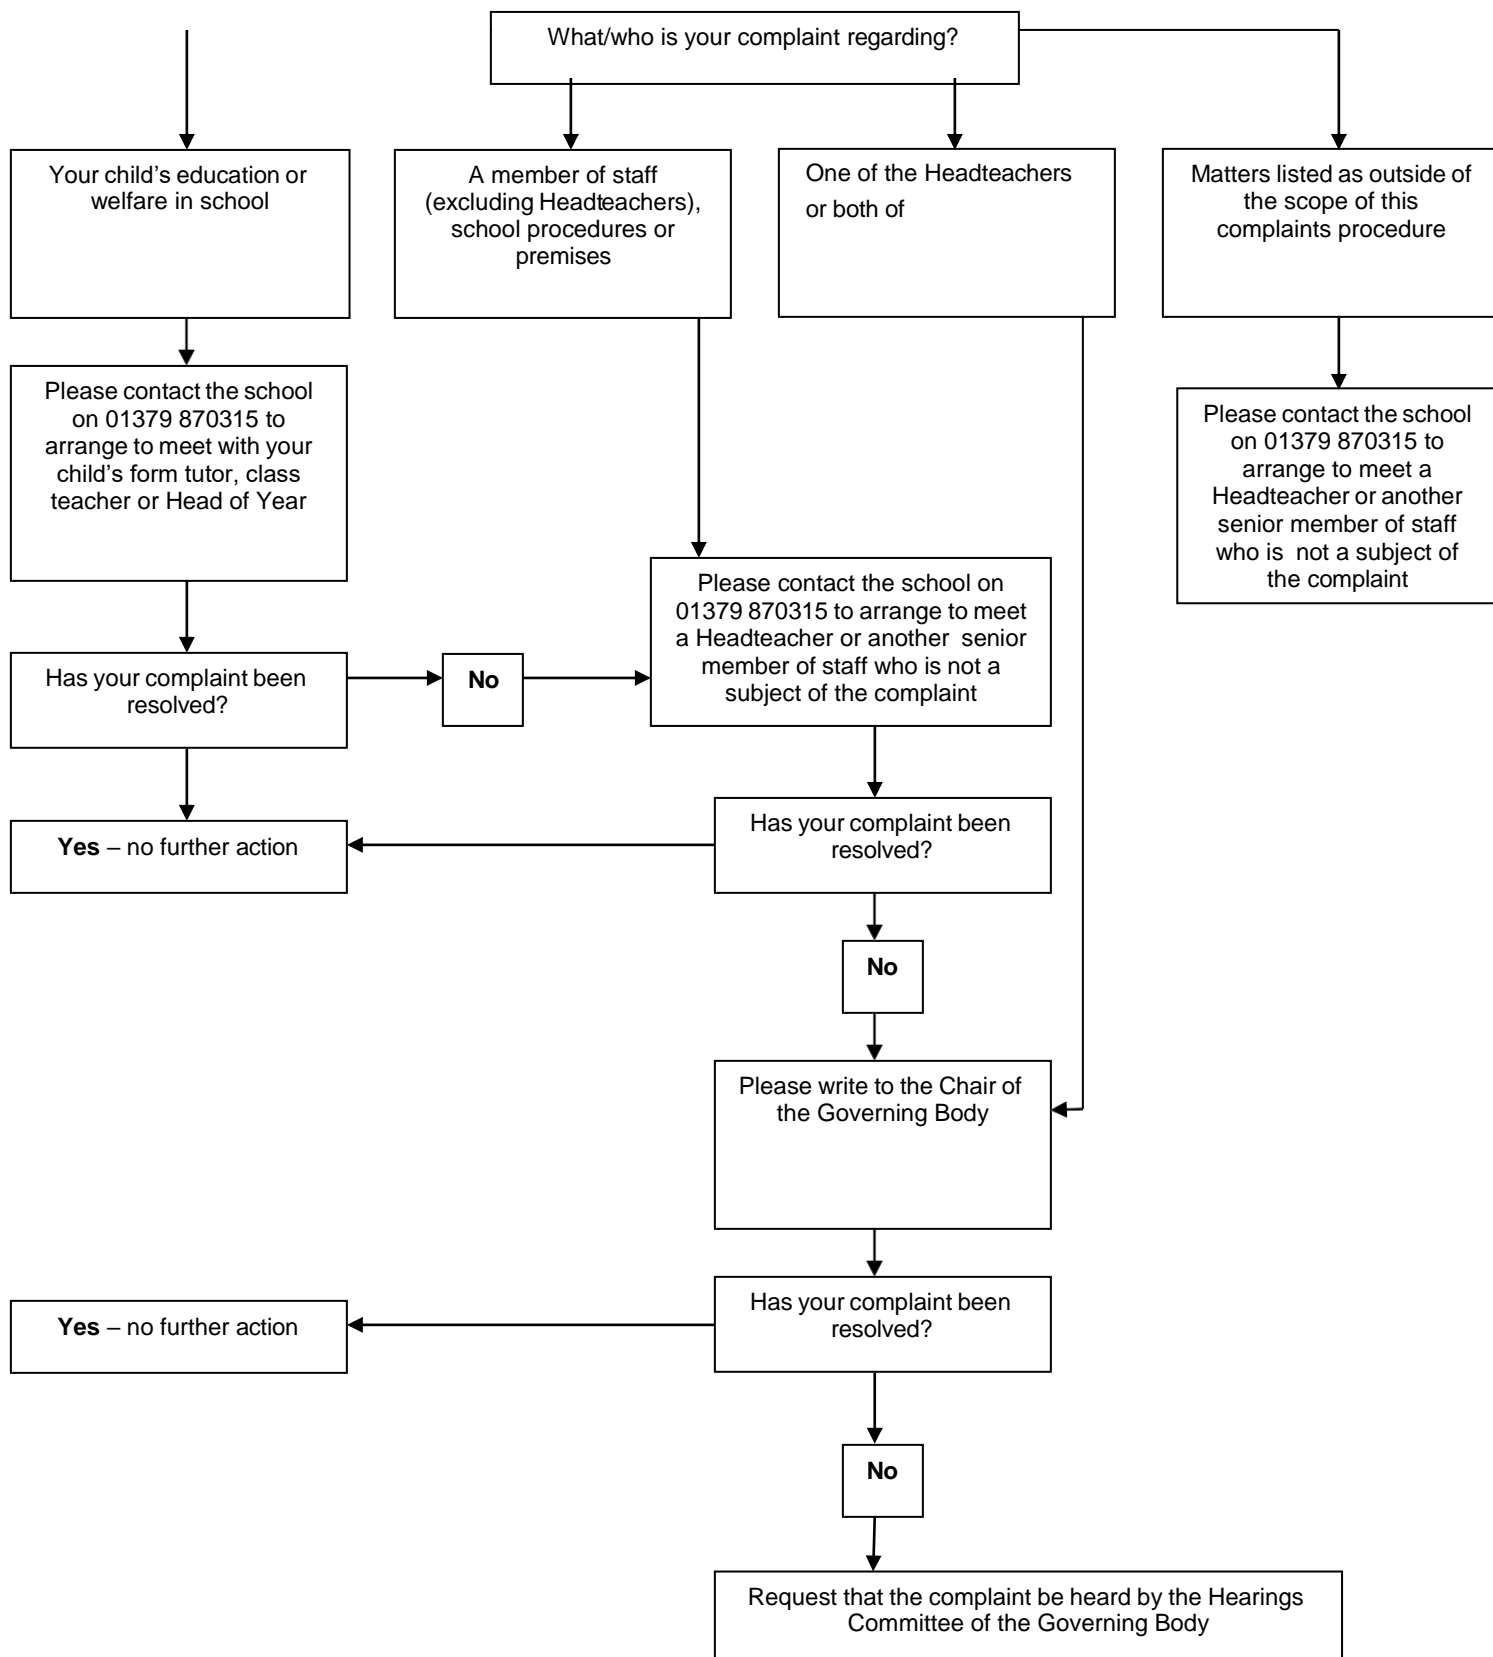 What/who is your complaint regarding?
Your child’s education or
welfare in school
A member of staff
(excluding Headteachers),
school procedures or
premises
One of the Headteachers
or both of
Matters listed as outside of
the scope of this
complaints procedure
Please contact the school
on 01379 870315 to
arrange to meet with your
child’s form tutor, class
teacher or Head of Year
Please contact the school
on 01379 870315 to
arrange to meet a
Headteacher or another
senior member of staff
who is not a subject of
the complaint
Please contact the school on
01379 870315 to arrange to meet
a Headteacher or another senior
member of staff who is not a
subject of the complaint
Has your complaint been
resolved?
No
Yes – no further action
Has your complaint been
resolved?
No
Please write to the Chair of
the Governing Body
Has your complaint been
resolved?
Yes – no further action
No
Request that the complaint be heard by the Hearings
Committee of the Governing Body